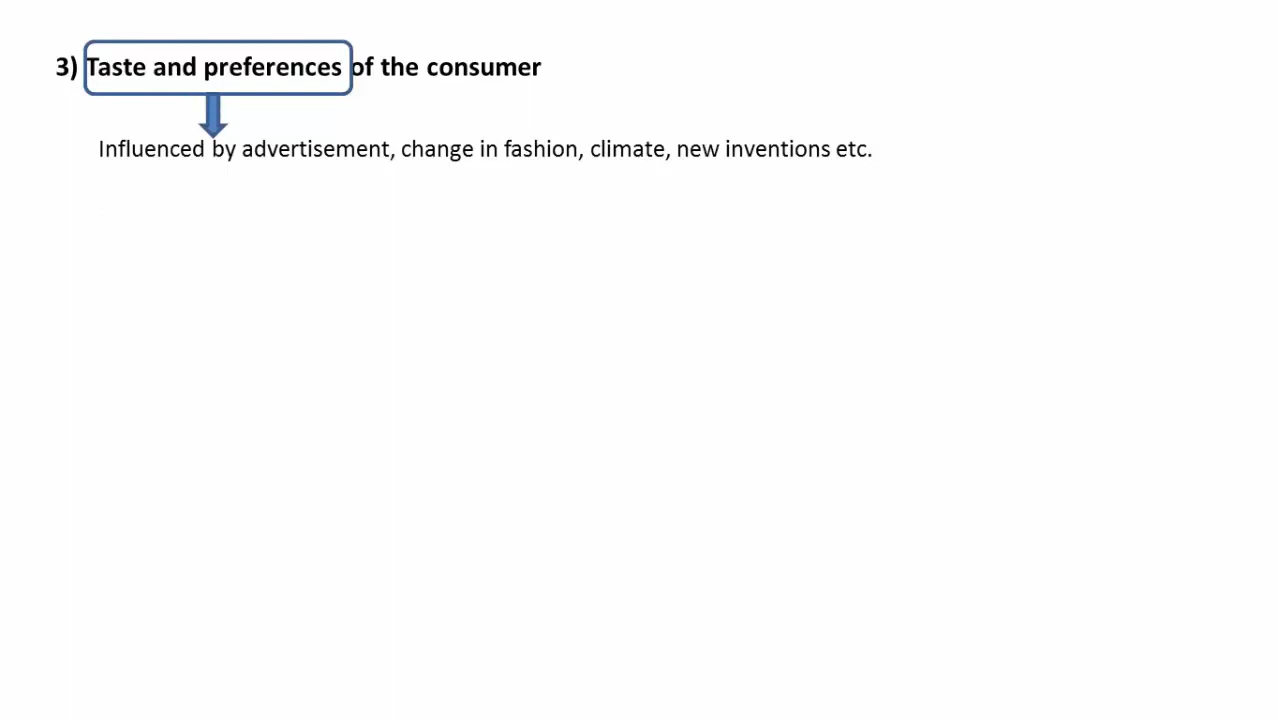 3) Taste and preferences of the consumer
Influenced by advertisement, change in fashion, climate, new inventions etc.